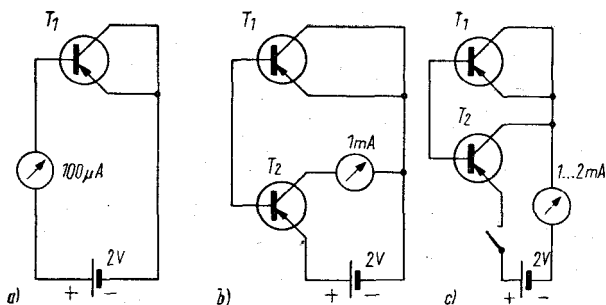 T1
100µA
2V
+ −
a)
T1
T2
1mA
2V
+ −
b)
T1
T2
1...2mA
2V
+ −
c)